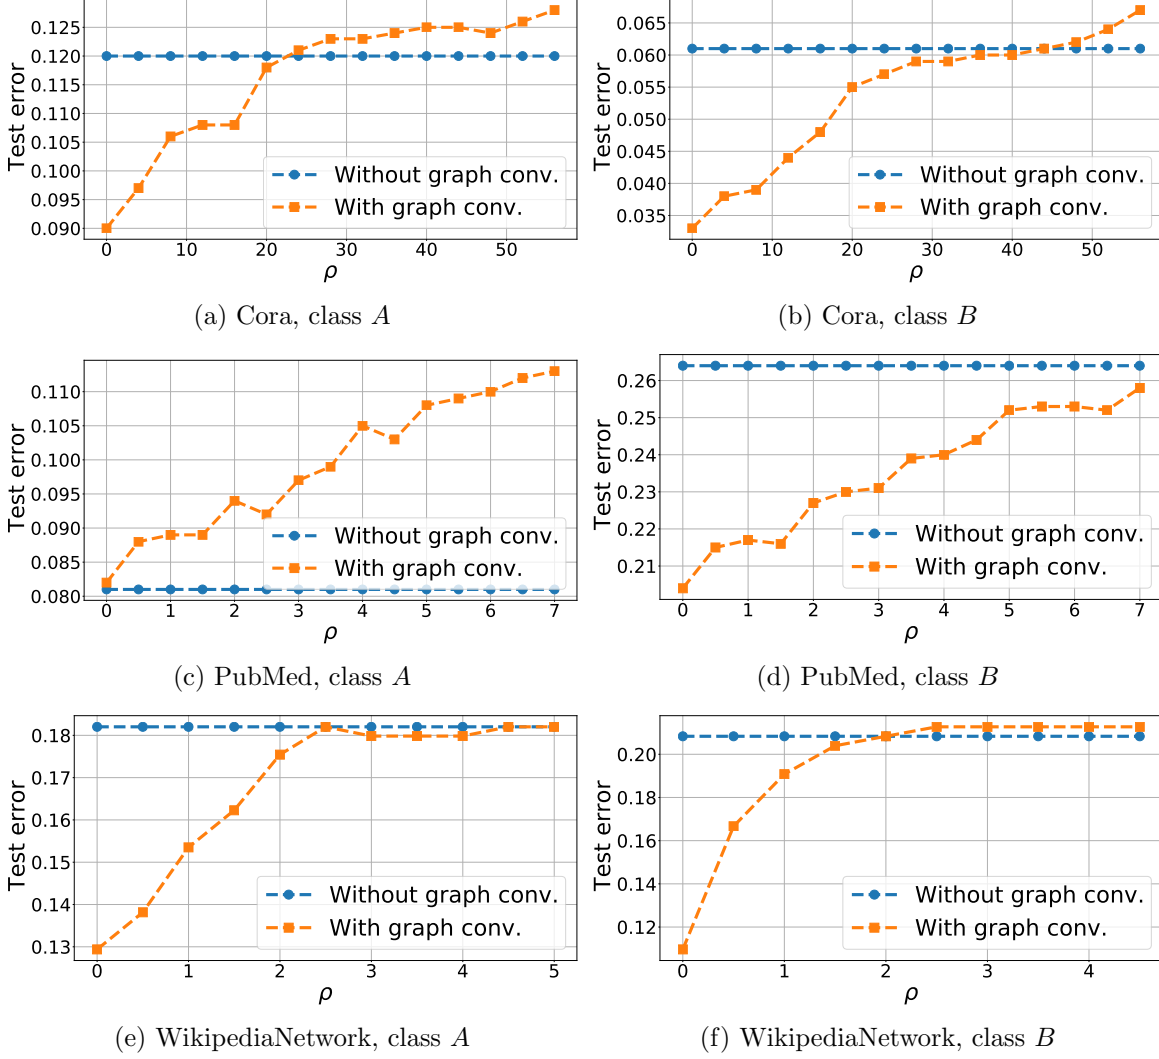 0.125
0.120
0.115
0.110
0.105
0.100
0.095
0.090
Test error
0 10 20 30 40 50
ρ
Without graph conv.
With graph conv.
(a) Cora, class A
0.065
0.060
0.055
0.050
0.045
0.040
0.035
Test error
0 10 20 30 40 50
ρ
Without graph conv.
With graph conv.
(b) Cora, class B
0.110
0.105
0.100
0.095
0.090
0.085
0.080
Test error
0 1 2 3 4 5 6 7
ρ
Without graph conv.
With graph conv.
(c) PubMed, class A
0.26
0.25
0.24
0.23
0.22
0.21
Test error
0 1 2 3 4 5 6 7
ρ
Without graph conv.
With graph conv.
(d) PubMed, class B
0.18
0.17
0.16
0.15
0.14
0.13
Test error
0 1 2 3 4 5
ρ
Without graph conv.
With graph conv.
(e) WikipediaNetwork, class A
0.20
0.18
0.16
0.14
0.12
Test error
0 1 2 3 4
ρ
Without graph conv.
With graph conv.
(f) WikipediaNetwork, class B